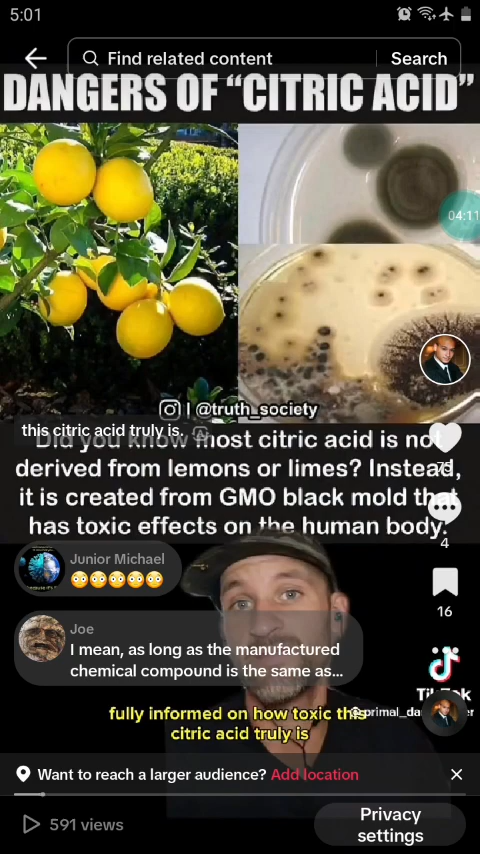 5:01
Find related content
Search
DANGERS OF “CITRIC ACID”
04:11
| @truth_society
this citric acid truly is.
Did you know most citric acid is not
derived from lemons or limes? Instead,
it is created from GMO black mold that
has toxic effects on the human body.
4
Junior Michael
16
Joe
I mean, as long as the manufactured
chemical compound is the same as...
fully informed on how toxic this
citric acid truly is
Want to reach a larger audience? Add location
591 views
Privacy
settings